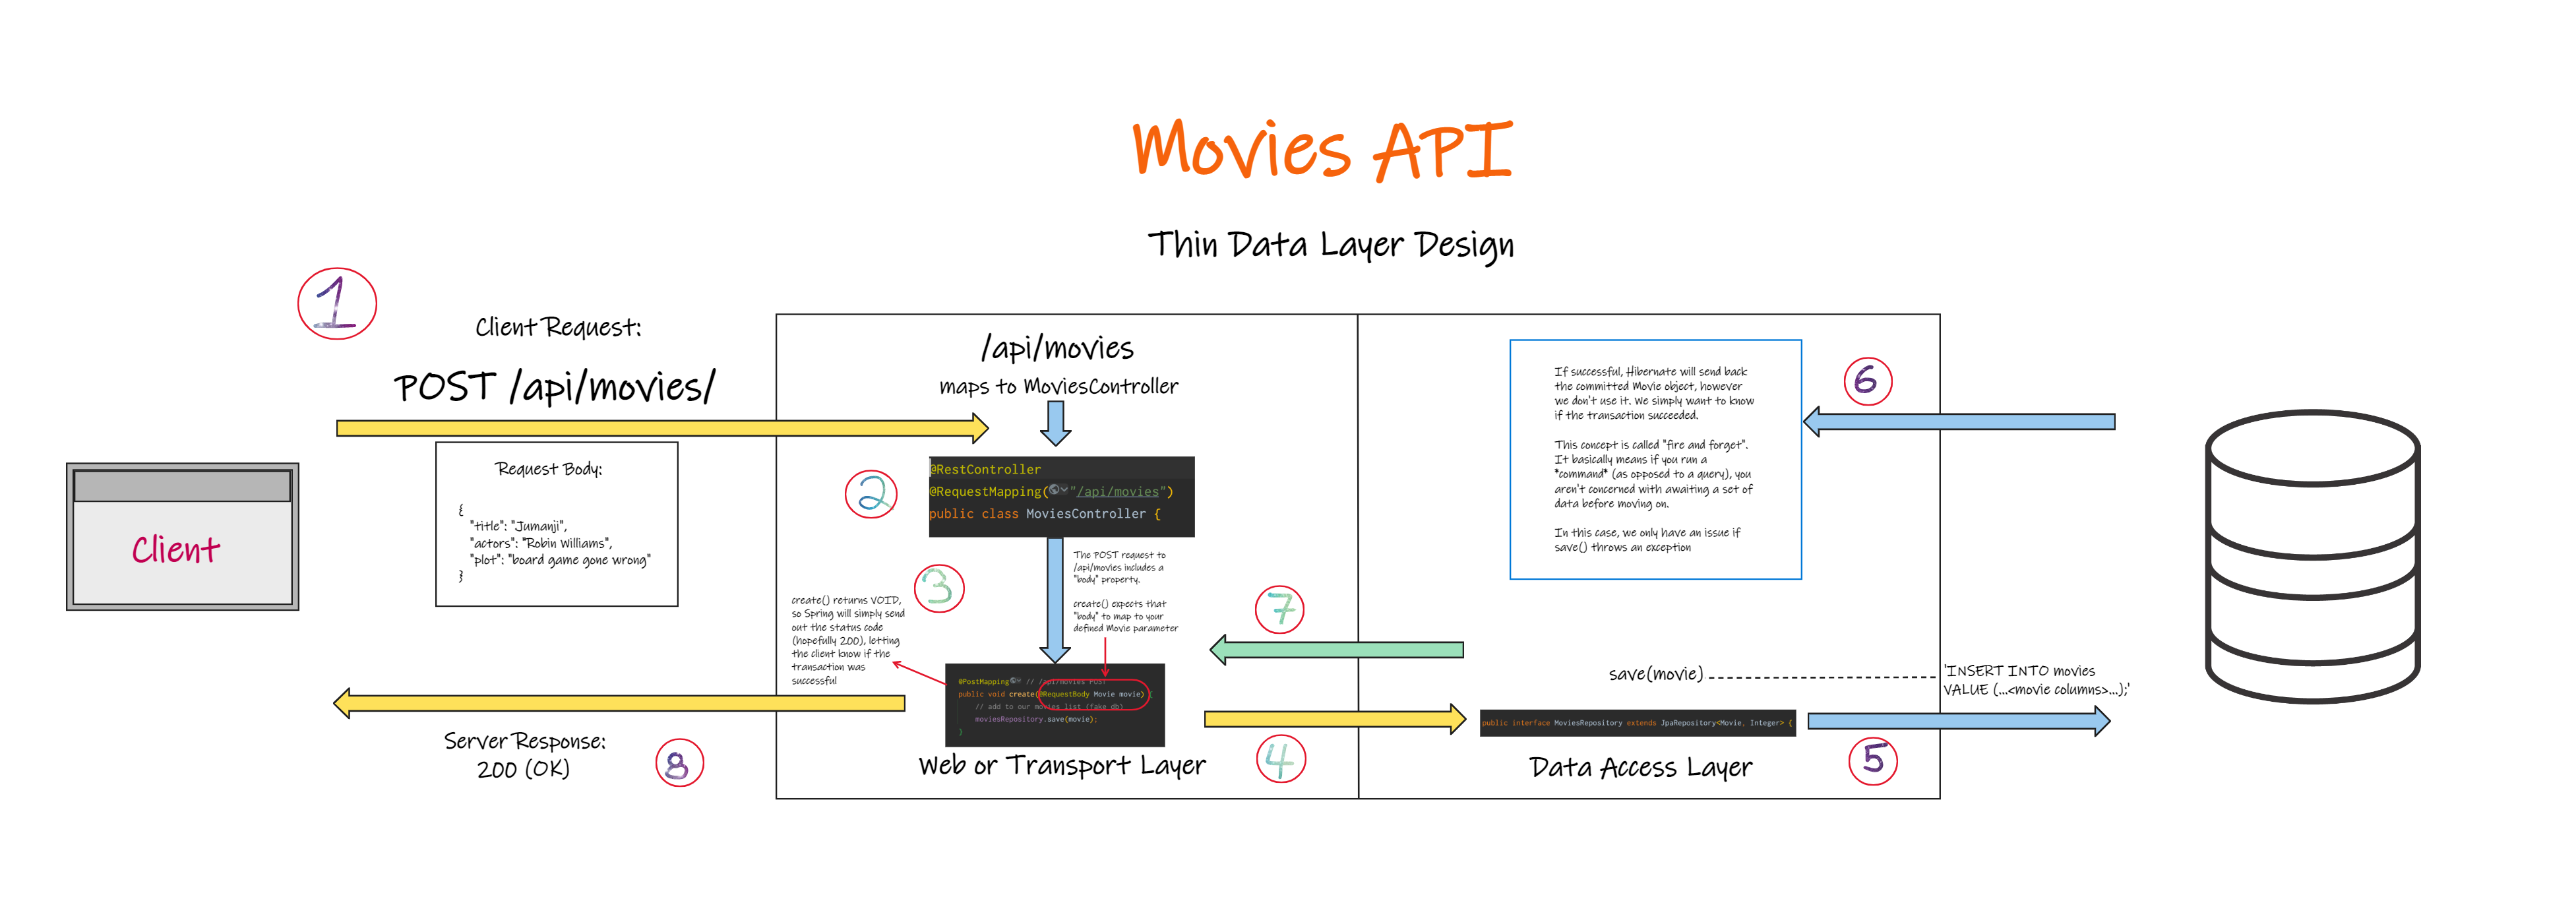 Movies API
Thin Data Layer Design
1
Client Request:
POST /api/movies/
Request Body:
{
"title": "Jumanji",
"actors": "Robin Williams",
"plot": "board game gone wrong"
}
Client
/api/movies
maps to MoviesController
2
@RestController
@RequestMapping("/api/movies")
public class MoviesController {
3
The POST request to
/api/movies includes a
"body" property.
create() expects that
"body" to map to your
defined Movie parameter
create() returns VOID,
so Spring will simply send
out the status code
(hopefully 200), letting
the client know if the
transaction was
successful
@PostMapping // /api/movies POST
public void create(@RequestBody Movie movie) {
// add to our movies list (fake db)
moviesRepository.save(movie);
}
Web or Transport Layer
4
public interface MoviesRepository extends JpaRepository<Movie, Integer> {
Data Access Layer
save(movie)
'INSERT INTO movies
VALUE (...<movie columns>...);'
5
6
If successful, Hibernate will send back
the committed Movie object, however
we don't use it. We simply want to know
if the transaction succeeded.
This concept is called "fire and forget".
It basically means if you run a
*command* (as opposed to a query), you
aren't concerned with awaiting a set of
data before moving on.
In this case, we only have an issue if
save() throws an exception
7
8
Server Response:
200 (OK)